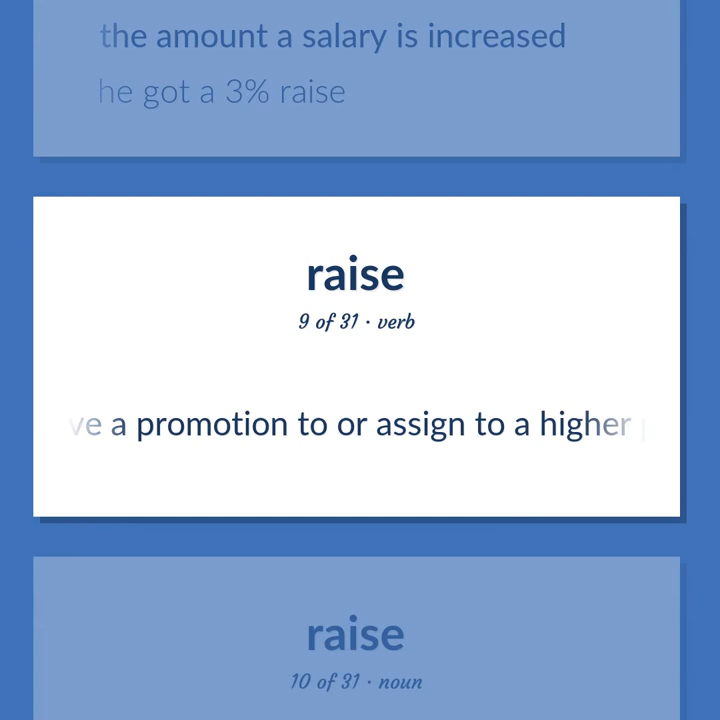 the amount a salary is increased
he got a 3% raise
raise
9 of 31 · verb
ve a promotion to or assign to a higher
raise
10 of 31 · noun